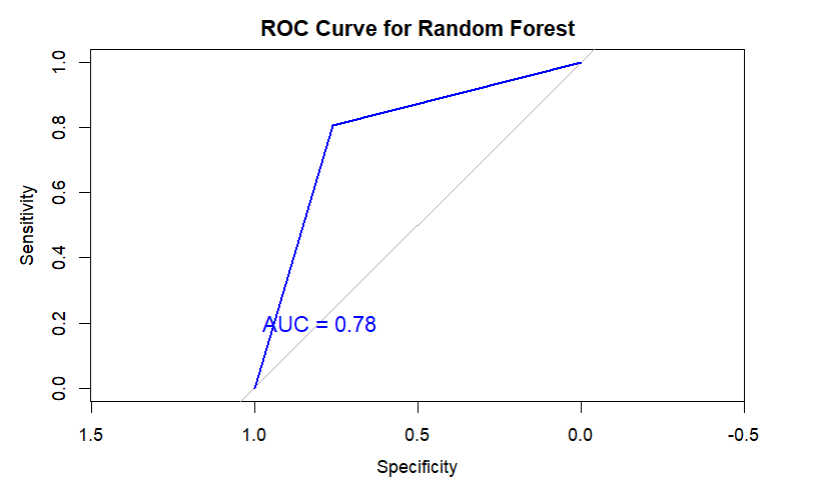 ROC Curve for Random Forest
Sensitivity
1.0
0.8
0.6
0.4
0.2
0.0
AUC = 0.78
1.5 1.0 0.5 0.0 -0.5
Specificity